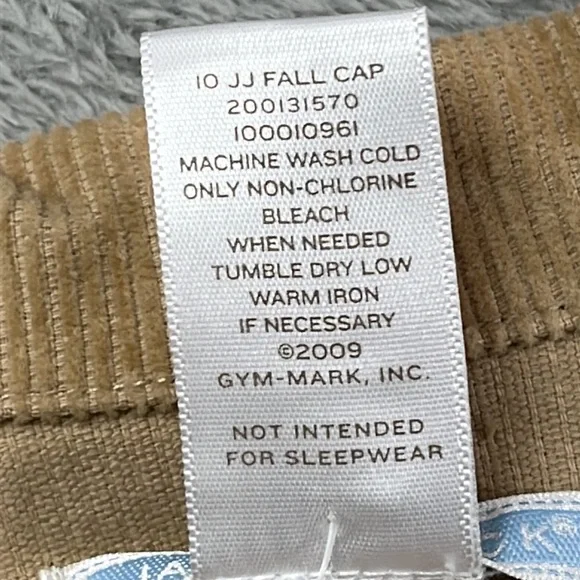 10 JJ FALL CAP
200131570
100010961
MACHINE WASH COLD
ONLY NON-CHLORINE
BLEACH
WHEN NEEDED
TUMBLE DRY LOW
WARM IRON
IF NECESSARY
©2009
GYM-MARK, INC.
NOT INTENDED
FOR SLEEPWEAR